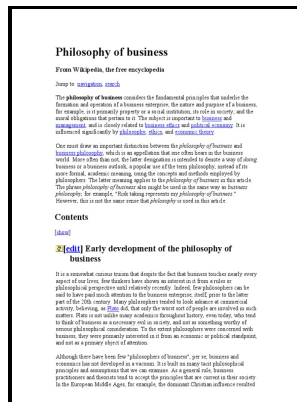 Philosophy of business
From Wikipedia, the free encyclopedia
Jump to: navigation, search
The philosophy of business considers the fundamental principles that underlie the
formation and operation of a business enterprise; the nature and purpose of a business,
for example, is it primarily property or a social institution; its role in society; and the
moral obligations that pertain to it. The subject is important to business and
management, and is closely related to business ethics and political economy. It is
influenced significantly by philosophy, ethics, and economic theory.
One must draw an important distinction between the philosophy of business and
business philosophy, which is an appellation that one often hears in the business
world. More often than not, the latter designation is intended to denote a way of doing
business or a business outlook, a popular use of the term philosophy, instead of its
more formal, academic meaning, using the concepts and methods employed by
philosophers. The latter meaning applies to the philosophy of business in this article.
The phrase philosophy of business also might be used in the same way as business
philosophy, for example, "Risk taking represents my philosophy of business."
However, this is not the same sense that philosophy is used in this article.
Contents
[show]
[edit] Early development of the philosophy of
business
It is a somewhat curious truism that despite the fact that business touches nearly every
aspect of our lives, few thinkers have shown an interest in it from a rules or
philosophical perspective until relatively recently. Indeed, few philosophers can be
said to have paid much attention to the business enterprise, itself, prior to the latter
part of the 20th century. Many philosophers tended to look askance at commercial
activity, believing, as Plato did, that only the worst sort of people are involved in such
matters. Plato is not unlike many academics throughout history, even today, who tend
to think of business as a necessary evil in society, and not as something worthy of
serious philosophical consideration. To the extent philosophers were concerned with
business, they were primarily interested in it from an economic or political standpoint,
and not as a primary object of attention.
Although there have been few "philosophers of business", per se, business and
economics has not developed in a vacuum. It is built on many tacit philosophical
principles and assumptions that we can examine. As a general rule, business
practitioners and theorists tend to accept the principles that are current in their society.
In the European Middle Ages, for example, the dominant Christian influence resulted